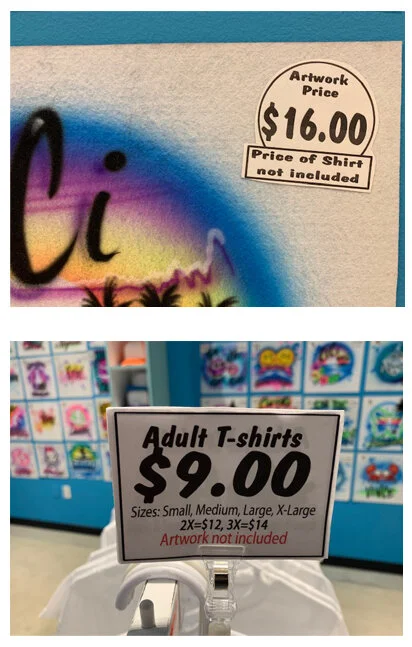 Ci
Artwork
Price
$16.00
Price of Shirt
not included
Adult T-shirts
$9.00
Sizes: Small, Medium, Large, X-Large
2X=$12, 3X=$14
Artwork not included